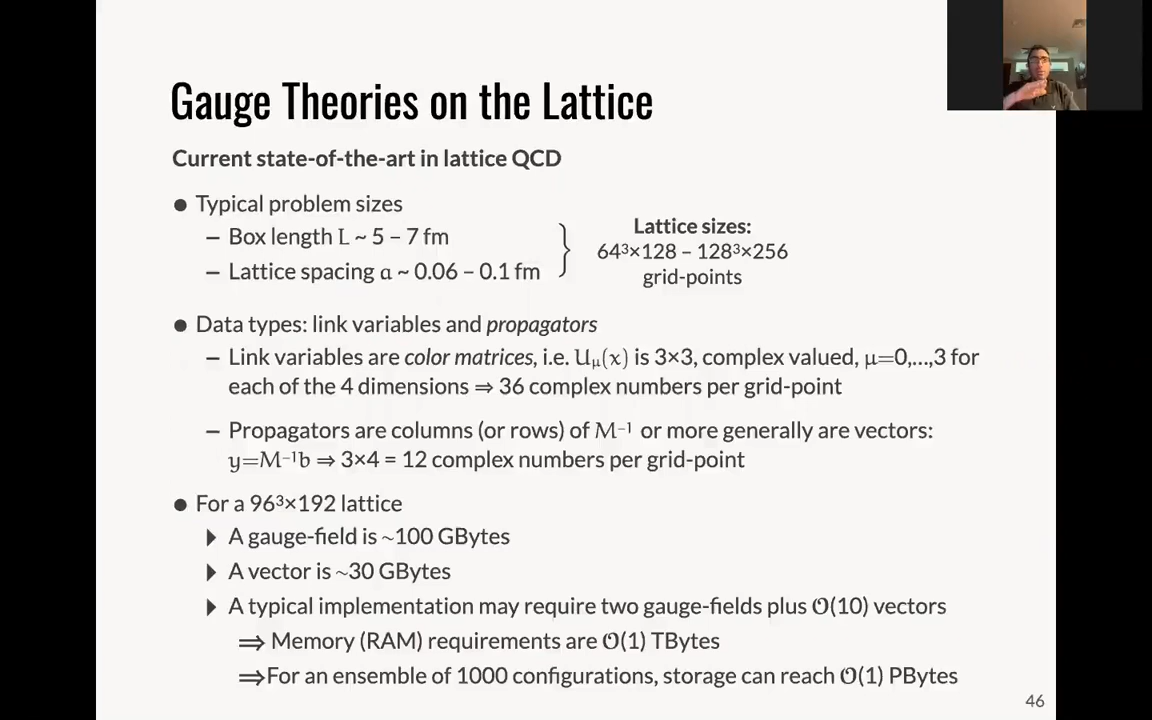 Gauge Theories on the Lattice
Current state-of-the-art in lattice QCD
● Typical problem sizes
– Box length L ~ 5 – 7 fm
– Lattice spacing a ~ 0.06 – 0.1 fm
Lattice sizes:
64³×128 – 128³×256
grid-points
● Data types: link variables and propagators
– Link variables are color matrices, i.e. Uμ(x) is 3×3, complex valued, μ=0,...,3 for
each of the 4 dimensions ⇒ 36 complex numbers per grid-point
– Propagators are columns (or rows) of M⁻¹ or more generally are vectors:
y=M⁻¹b ⇒ 3×4 = 12 complex numbers per grid-point
● For a 96³×192 lattice
▶ A gauge-field is ~100 GBytes
▶ A vector is ~30 GBytes
▶ A typical implementation may require two gauge-fields plus O(10) vectors
⇒ Memory (RAM) requirements are O(1) TBytes
⇒For an ensemble of 1000 configurations, storage can reach O(1) PBytes
46